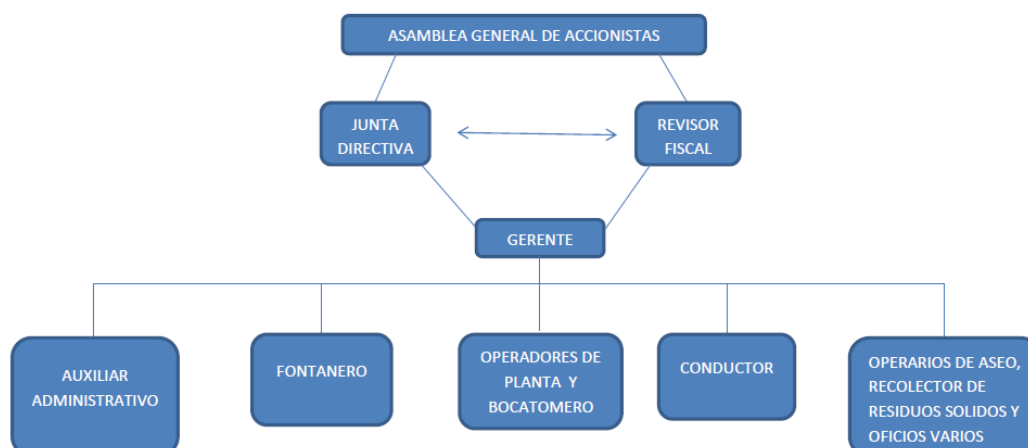 ASAMBLEA GENERAL DE ACCIONISTAS
JUNTA
DIRECTIVA
REVISOR
FISCAL
GERENTE
AUXILIAR
ADMINISTRATIVO
FONTANERO
OPERADORES DE
PLANTA Y
BOCATOMERO
CONDUCTOR
OPERARIOS DE ASEO,
RECOLECTOR DE
RESIDUOS SOLIDOS Y
OFICIOS VARIOS